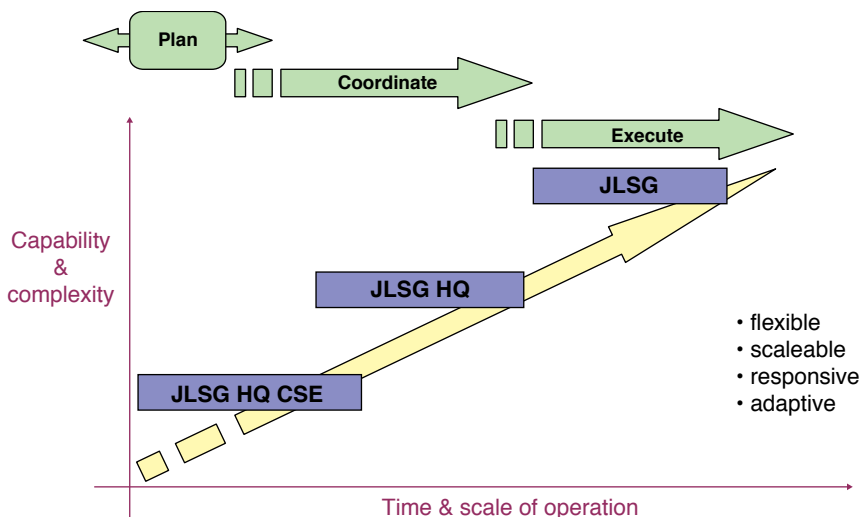 Plan
Coordinate
Execute
JLSG
Capability
&
complexity
JLSG HQ
• flexible
• scaleable
• responsive
• adaptive
JLSG HQ CSE
Time & scale of operation